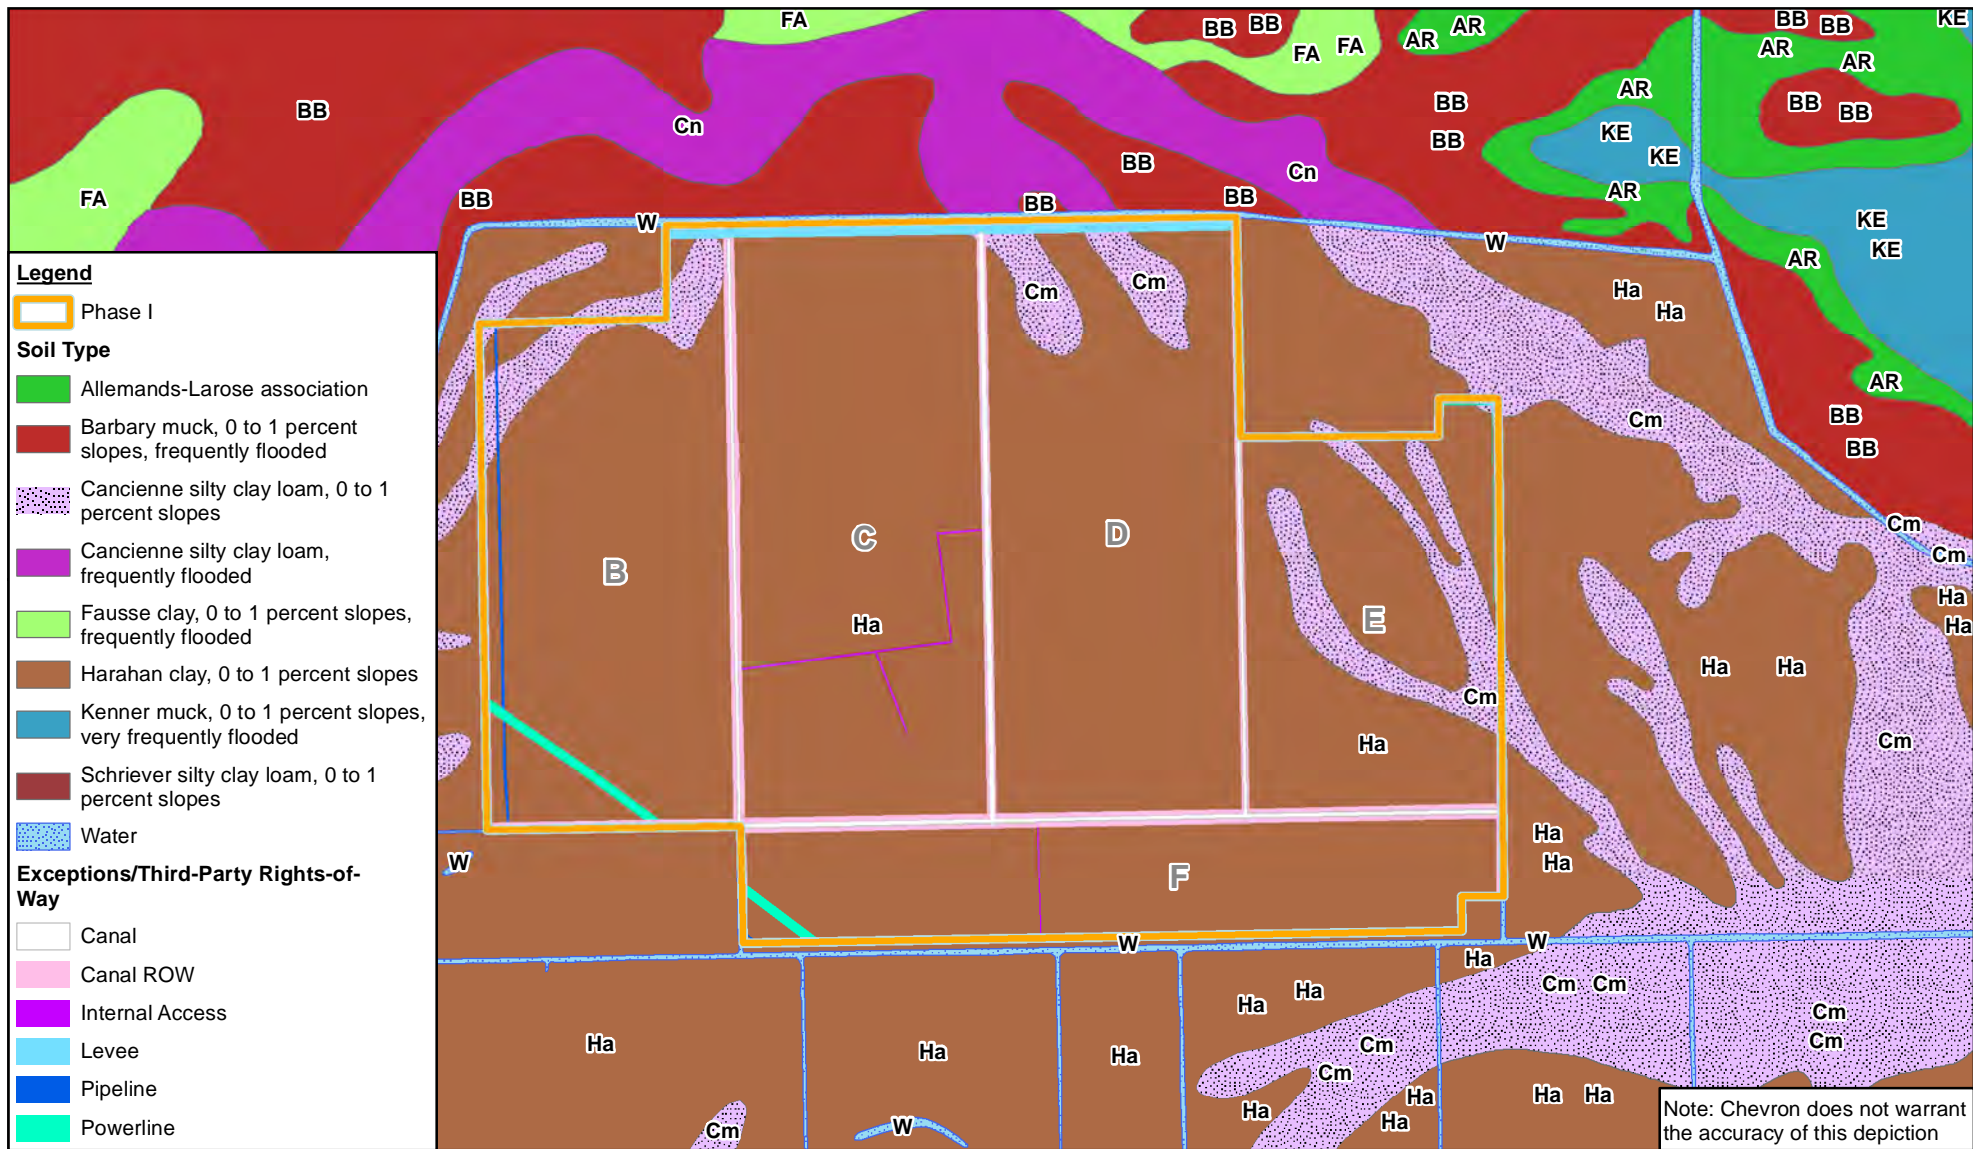 FA
BB BB
AR AR
BB BB
KE
FA FA
AR
AR
BB
Cn
BB
BB
AR
KE
KE
BB BB
FA
BB
BB
Cn
AR
BB
BB
BB
W
W
KE
KE
AR
Legend
Phase I
Soil Type
Allemands-Larose association
Barbary muck, 0 to 1 percent
slopes, frequently flooded
Cancienne silty clay loam, 0 to 1
percent slopes
Cancienne silty clay loam,
frequently flooded
Fausse clay, 0 to 1 percent slopes,
frequently flooded
Harahan clay, 0 to 1 percent slopes
Kenner muck, 0 to 1 percent slopes,
very frequently flooded
Schriever silty clay loam, 0 to 1
percent slopes
Water
Exceptions/Third-Party Rights-of-
Way
Canal
Canal ROW
Internal Access
Levee
Pipeline
Powerline
Cm
Cm
Ha
Ha
AR
BB
BB
Cm
B
C
D
E
Ha
Cm
Ha
Cm
Cm
Ha
Ha
Ha Ha
Cm
Ha
Ha
W
F
W
W
Ha
Cm Cm
Ha
Ha
Cm
Cm
Ha
Ha
Ha
Cm
Cm
Ha
Ha
Ha
Ha Ha
W
Cm
Note: Chevron does not warrant
the accuracy of this depiction